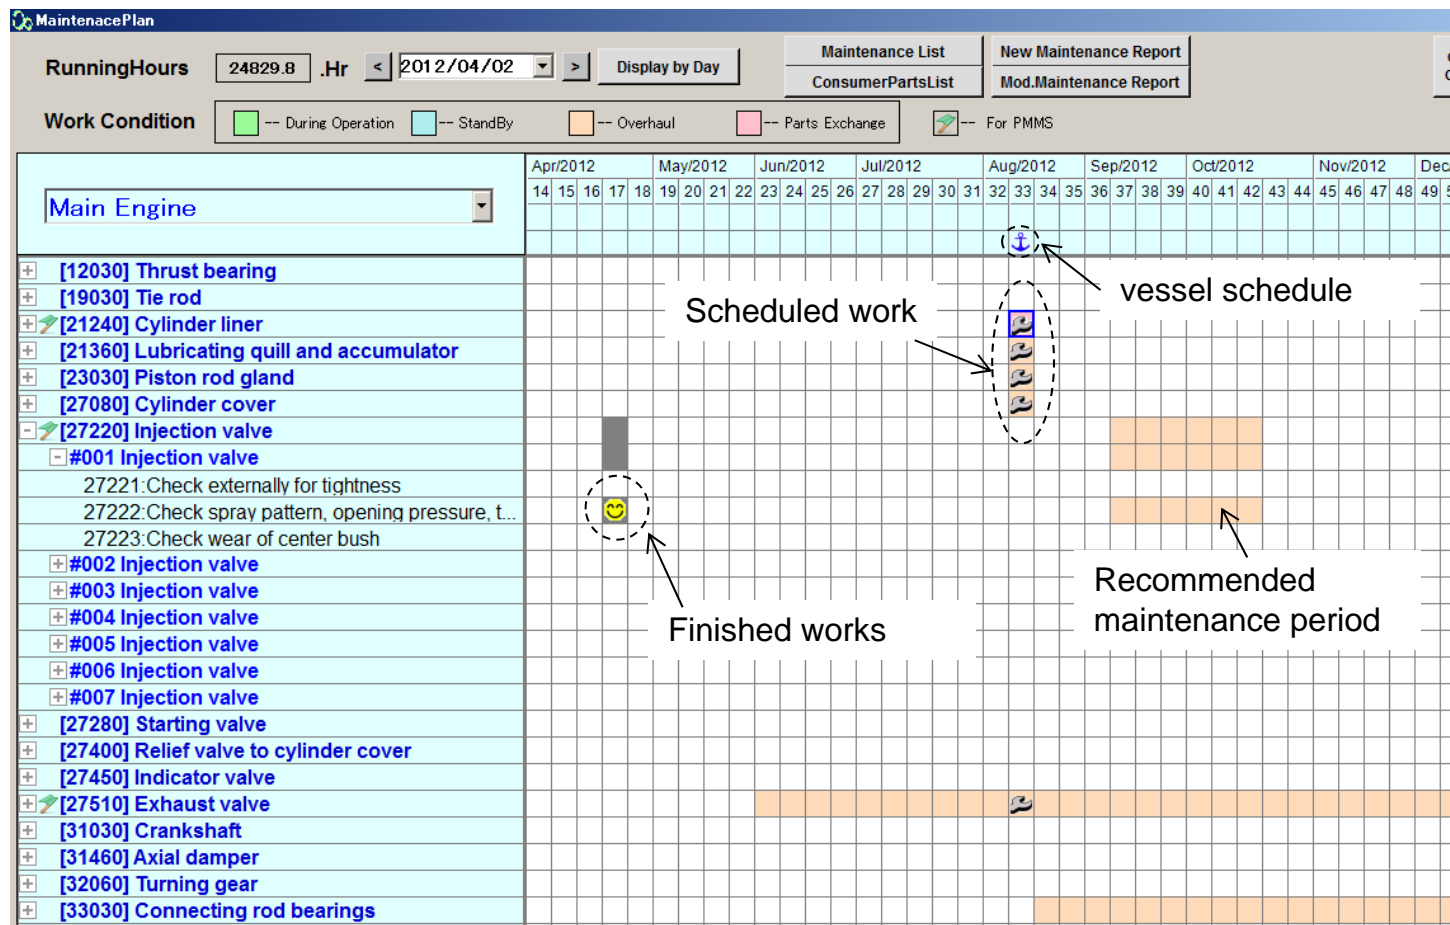 MaintenacePlan
RunningHours 24829.8 .Hr < 2012/04/02 > Display by Day Maintenance List New Maintenance Report
ConsumerPartsList Mod.Maintenance Report
Work Condition -- During Operation -- StandBy -- Overhaul -- Parts Exchange -- For PMMS
Apr/2012 May/2012 Jun/2012 Jul/2012 Aug/2012 Sep/2012 Oct/2012 Nov/2012 Dec
14 15 16 17 18 19 20 21 22 23 24 25 26 27 28 29 30 31 32 33 34 35 36 37 38 39 40 41 42 43 44 45 46 47 48 49
Main Engine
[12030] Thrust bearing
vessel schedule
[19030] Tie rod
Scheduled work
[21240] Cylinder liner
[21360] Lubricating quill and accumulator
[23030] Piston rod gland
[27080] Cylinder cover
[27220] Injection valve
#001 Injection valve
27221:Check externally for tightness
27222:Check spray pattern, opening pressure, t...
27223:Check wear of center bush
#002 Injection valve
Recommended
maintenance period
#003 Injection valve
#004 Injection valve
Finished works
#005 Injection valve
#006 Injection valve
#007 Injection valve
[27280] Starting valve
[27400] Relief valve to cylinder cover
[27450] Indicator valve
[27510] Exhaust valve
[31030] Crankshaft
[31460] Axial damper
[32060] Turning gear
[33030] Connecting rod bearings